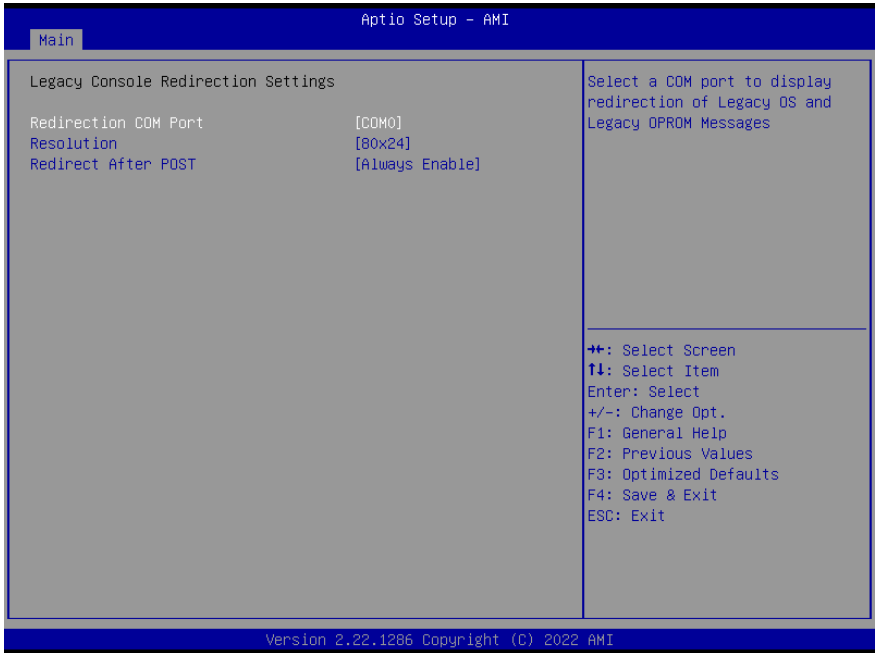 Aptio Setup – AMI
Main
Legacy Console Redirection Settings
Redirection COM Port [COM0]
Resolution [80x24]
Redirect After POST [Always Enable]
Select a COM port to display
redirection of Legacy OS and
Legacy OPROM Messages
→←: Select Screen
↑↓: Select Item
Enter: Select
+/-: Change Opt.
F1: General Help
F2: Previous Values
F3: Optimized Defaults
F4: Save & Exit
ESC: Exit
Version 2.22.1286 Copyright (C) 2022 AMI